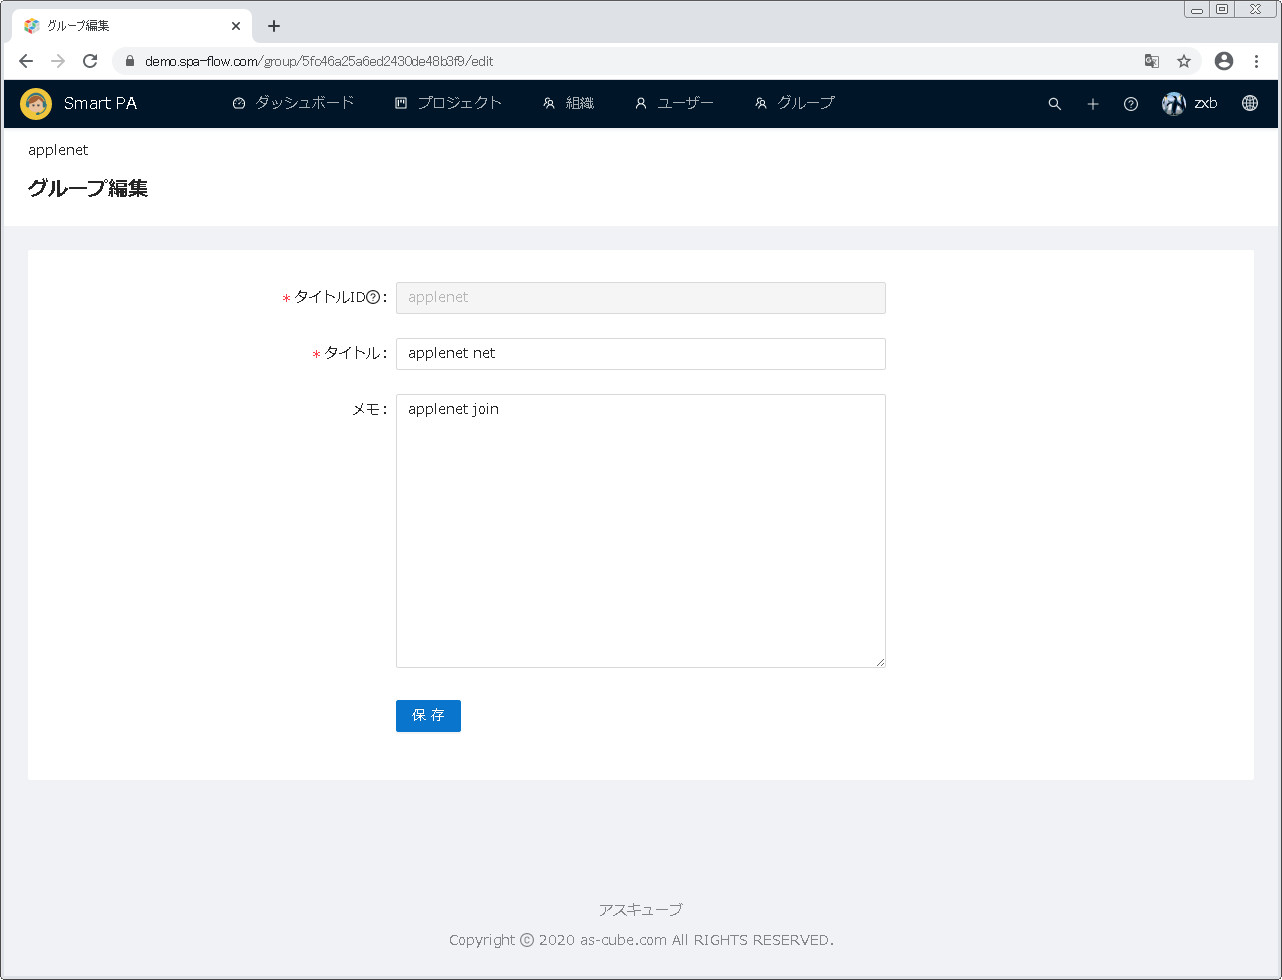 グループ編集
demo.spa-flow.com/group/5fc46a25a6ed2430de48b3f9/edit
Smart PA ダッシュボード プロジェクト 組織 ユーザー グループ zxb
applenet
グループ編集
* タイトルID : applenet
* タイトル : applenet net
メモ : applenet join
保 存
アスキューブ
Copyright © 2020 as-cube.com All RIGHTS RESERVED.